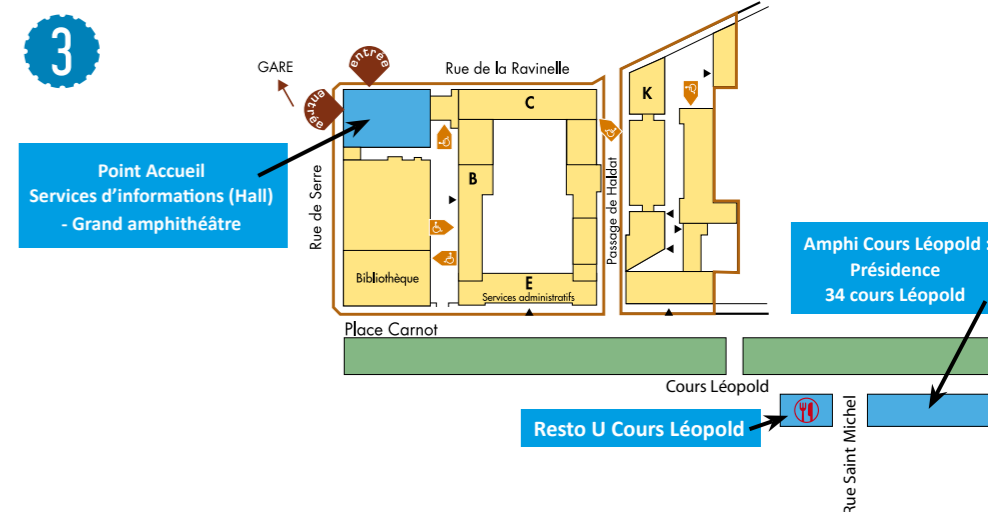 3
GARE
entrée
entrée
Rue de la Ravinelle
C
K
Point Accueil
Services d'informations (Hall)
- Grand amphithéâtre
Rue de Serre
B
Passage de Haldat
Bibliothèque
E
Services administratifs
Amphi Cours Léopold :
Présidence
34 cours Léopold
Place Carnot
Cours Léopold
Resto U Cours Léopold
Rue Saint Michel